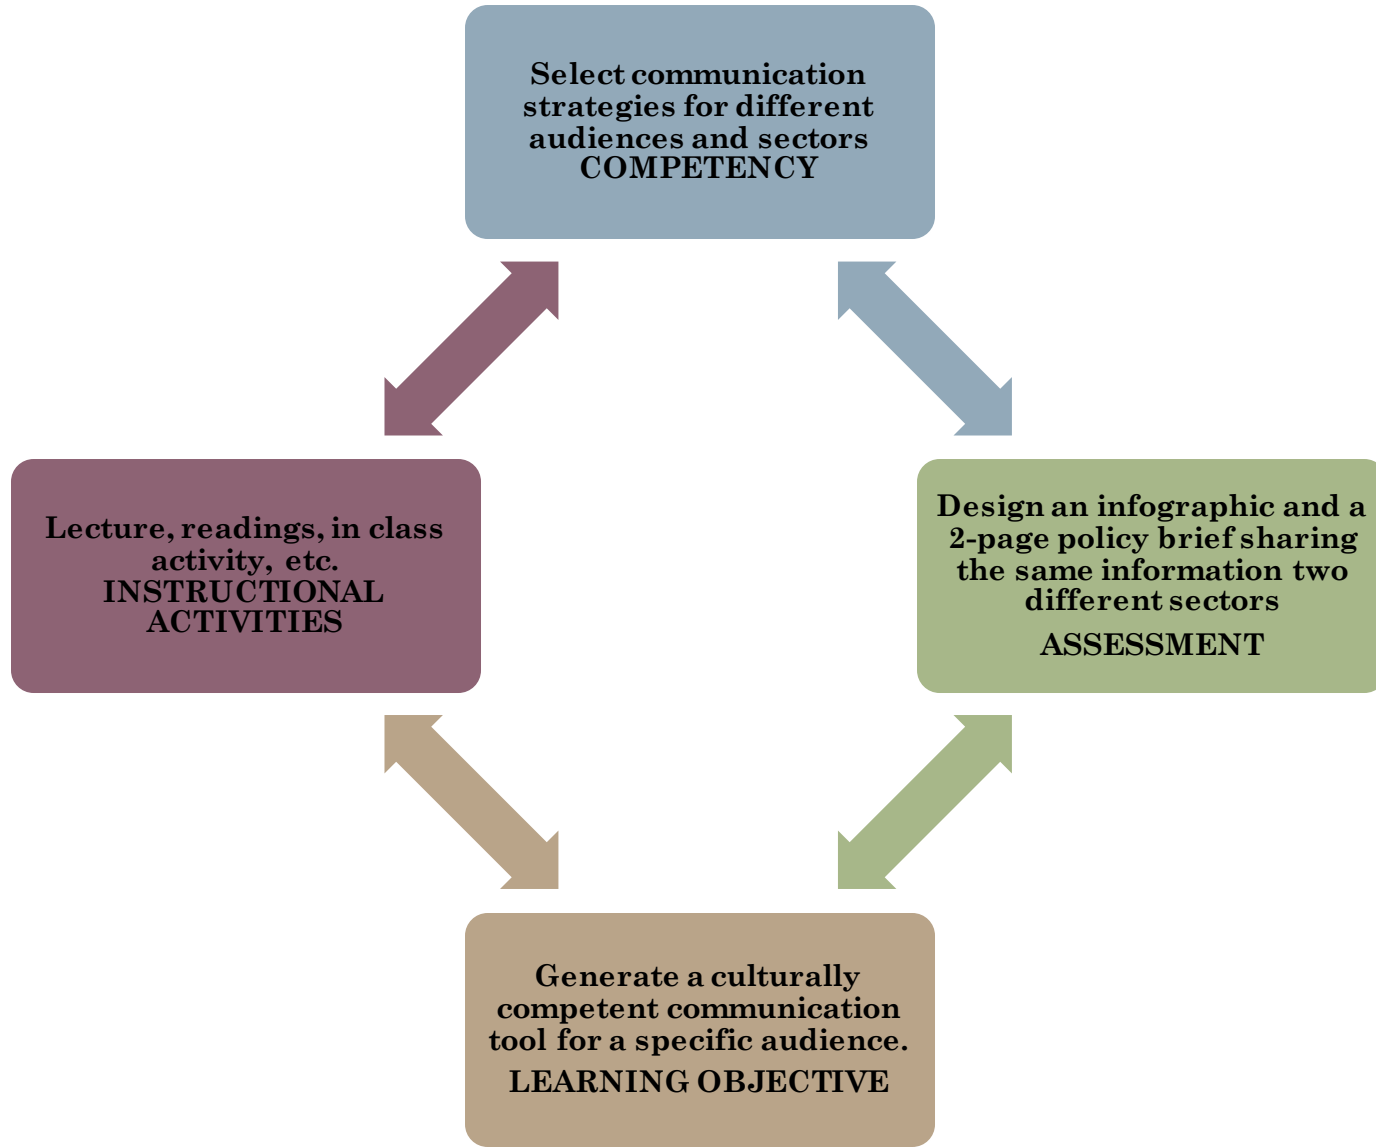 Select communication
strategies for different
audiences and sectors
COMPETENCY
Lecture, readings, in class
activity, etc.
INSTRUCTIONAL
ACTIVITIES
Design an infographic and a
2-page policy brief sharing
the same information two
different sectors
ASSESSMENT
Generate a culturally
competent communication
tool for a specific audience.
LEARNING OBJECTIVE